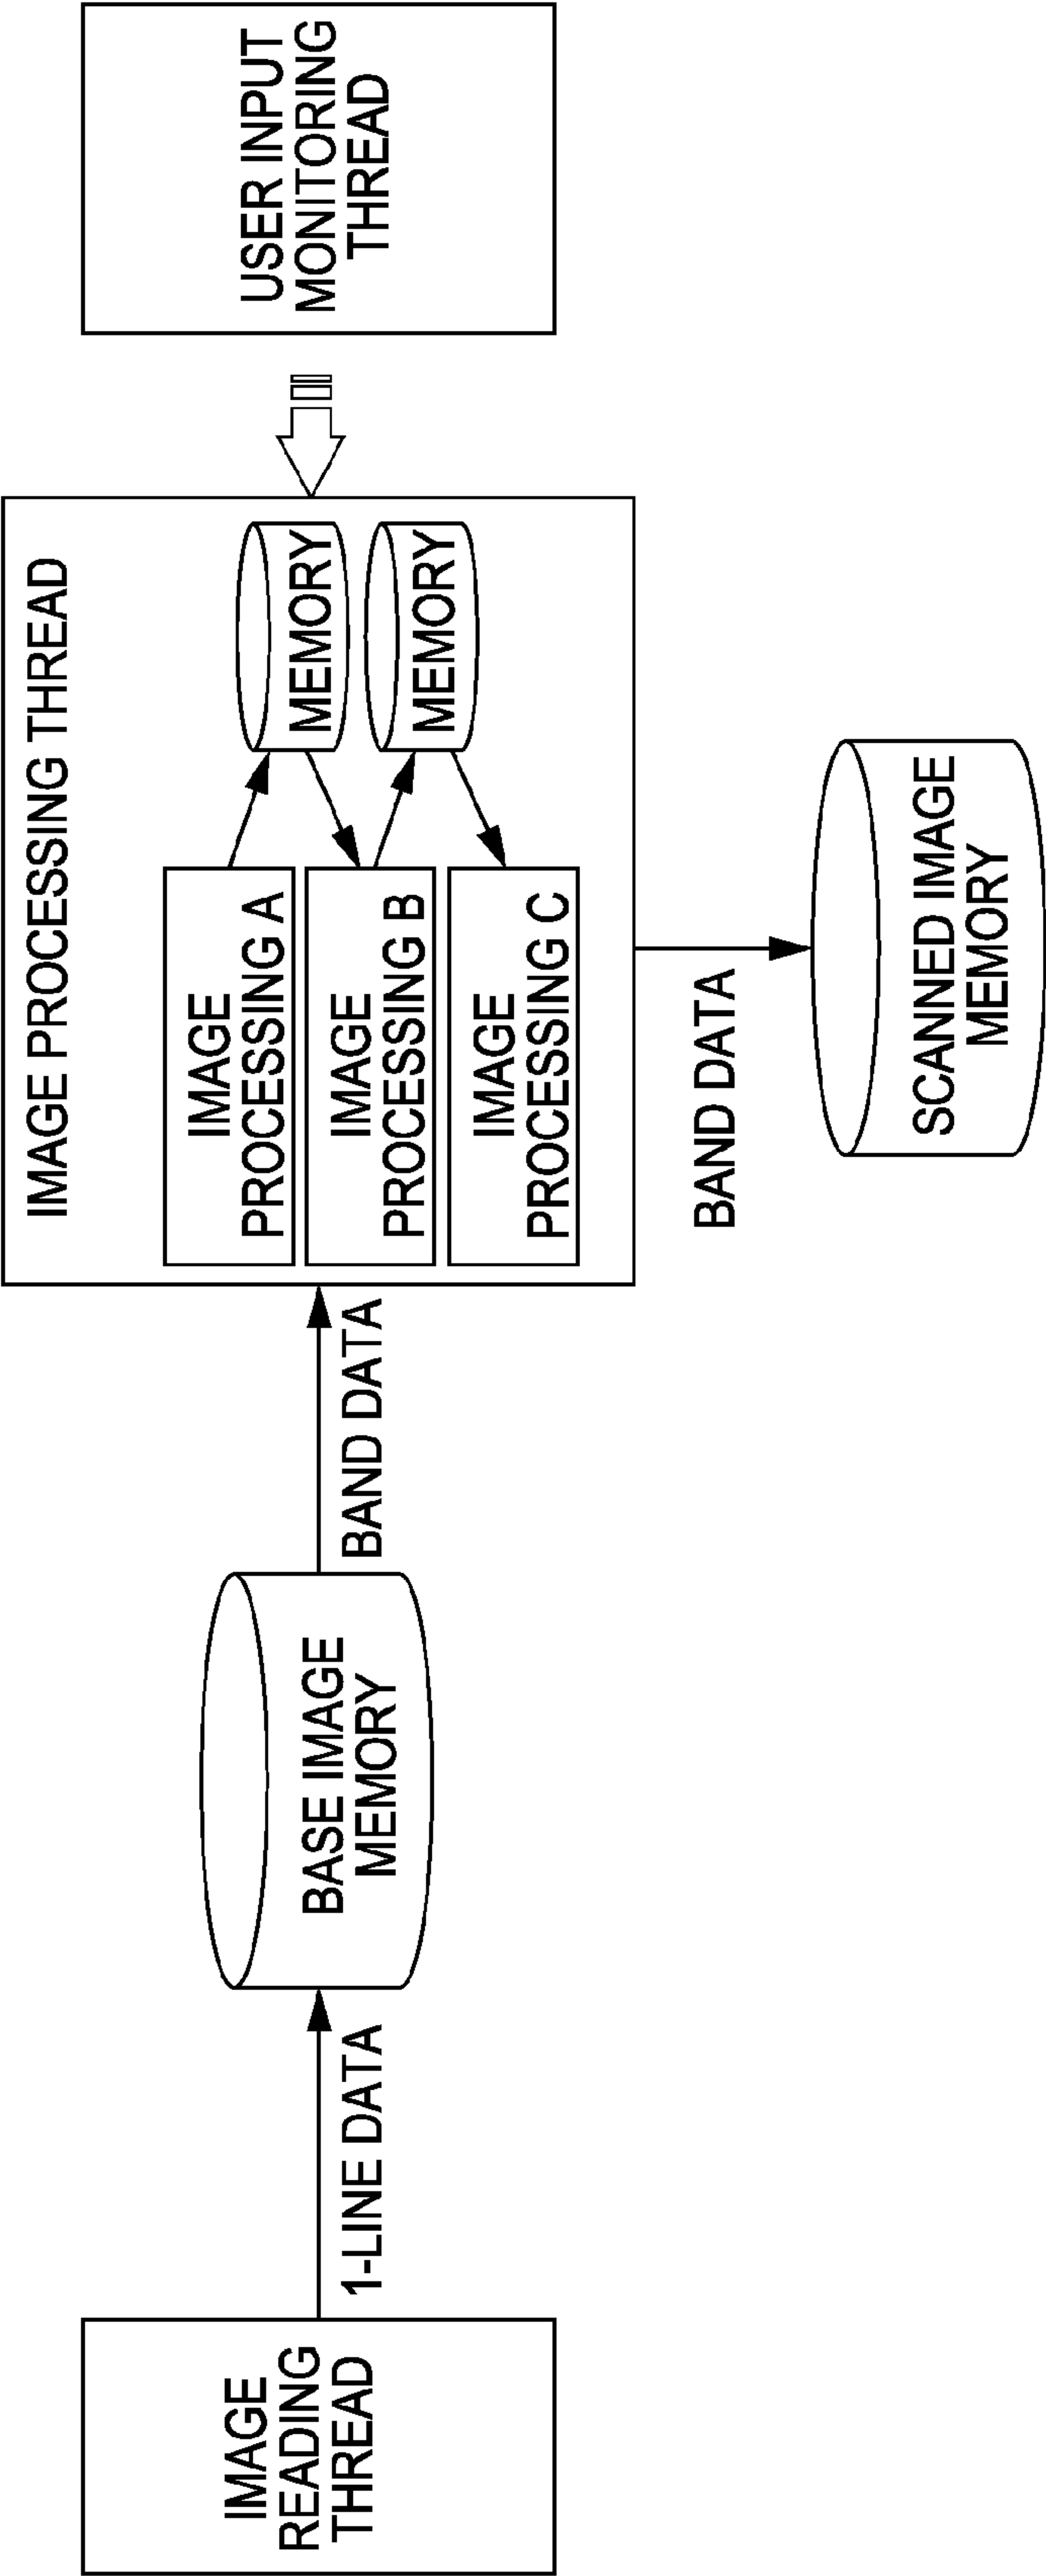 IMAGE
READING
THREAD
1-LINE DATA
BASE IMAGE
MEMORY
BAND DATA
IMAGE PROCESSING THREAD
IMAGE
PROCESSING A
IMAGE
PROCESSING B
IMAGE
PROCESSING C
MEMORY
MEMORY
BAND DATA
SCANNED IMAGE
MEMORY
USER INPUT
MONITORING
THREAD